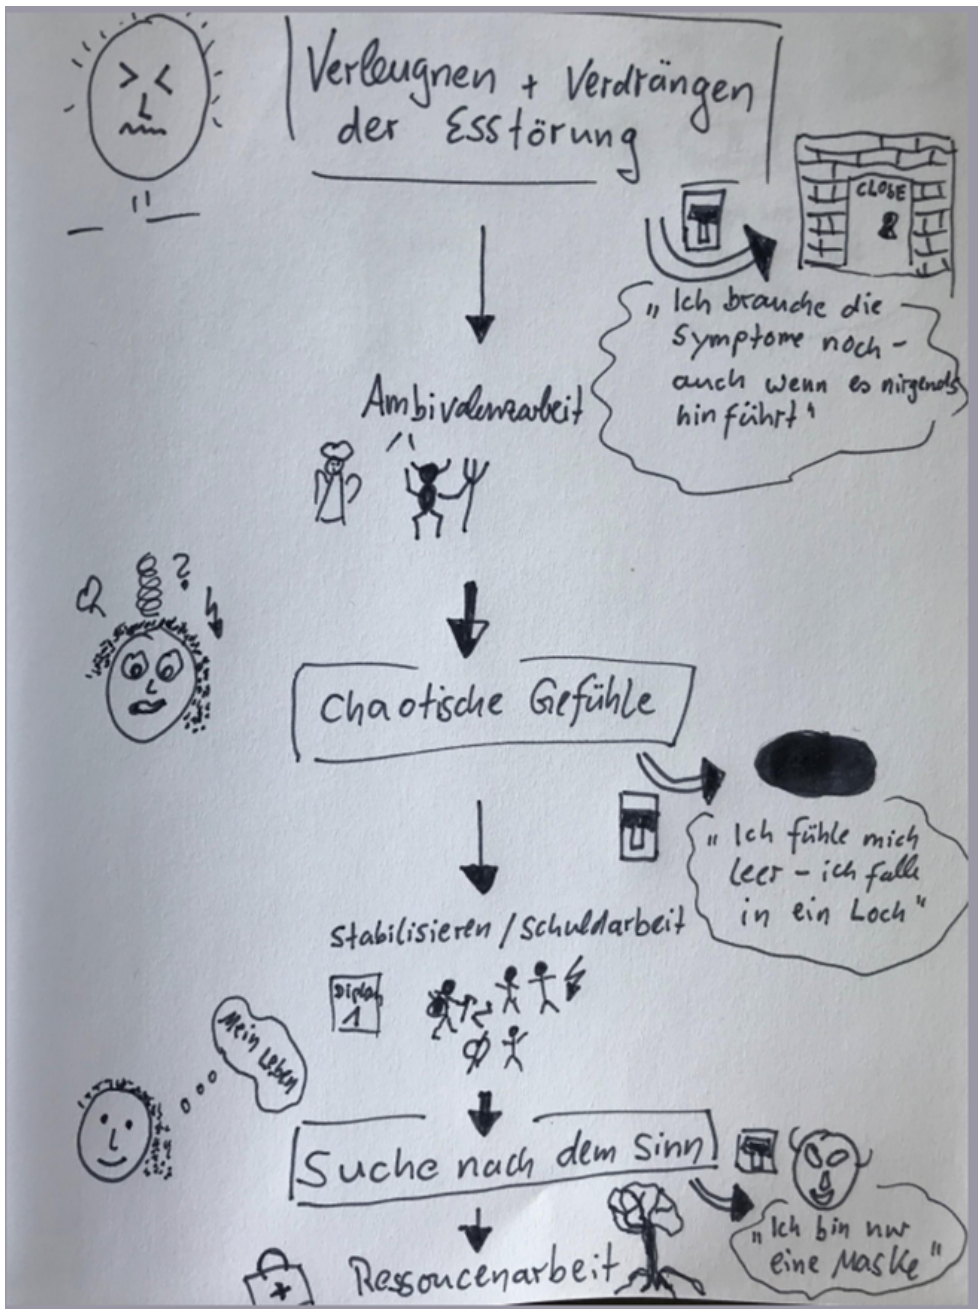 Verleugnen + Verdrängen
der Esstörung
CLOSE
"Ich brauche die
Symptome noch -
auch wenn es nirgends
hin führt"
Ambivalenzarbeit
?
Chaotische Gefühle
"Ich fühle mich
leer - ich falle
in ein Loch"
Stabilisieren / Schuldarbeit
1
Mein Leben
Suche nach dem Sinn
"Ich bin nur
eine Maske"
Ressoucenarbeit